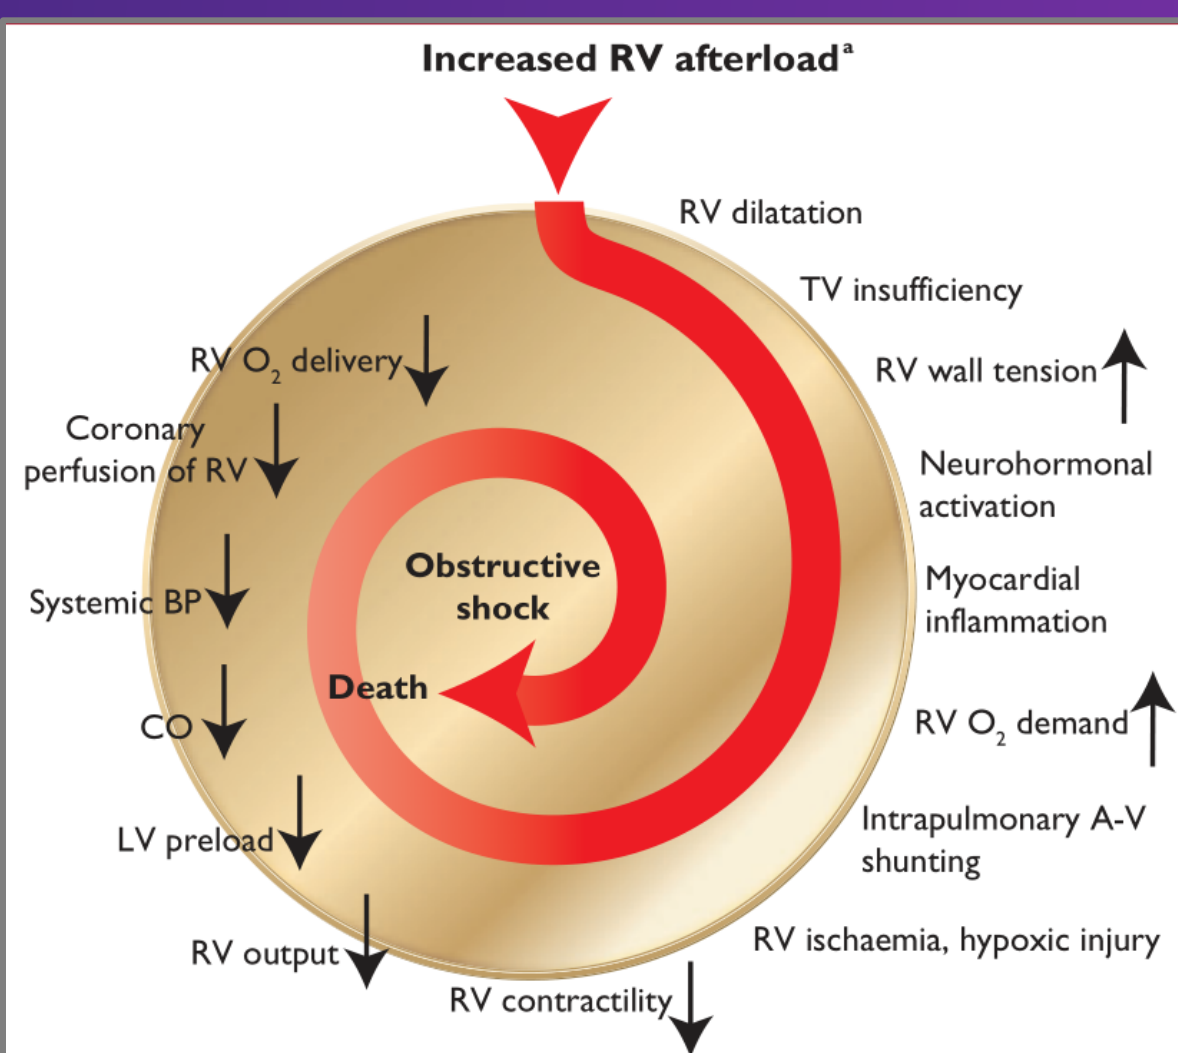 Increased RV afterloadᵃ
RV dilatation
TV insufficiency
RV wall tension
Neurohormonal
activation
Myocardial
inflammation
RV O₂ demand
Intrapulmonary A-V
shunting
RV ischaemia, hypoxic injury
RV contractility
RV output
LV preload
CO
Systemic BP
Coronary
perfusion of RV
RV O₂ delivery
Obstructive
shock
Death